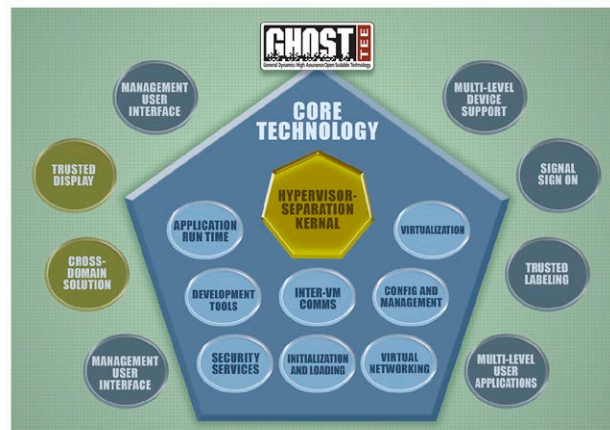 GHOST
TEE
General Dynamic High Assurance Open Scalable Technology
CORE
TECHNOLOGY
MANAGEMENT
USER
INTERFACE
MULTI-LEVEL
DEVICE
SUPPORT
TRUSTED
DISPLAY
SIGNAL
SIGN ON
HYPERVISOR-
SEPARATION
KERNAL
APPLICATION
RUN TIME
VIRTUALIZATION
CROSS-
DOMAIN
SOLUTION
TRUSTED
LABELING
DEVELOPMENT
TOOLS
INTER-VM
COMMS
CONFIG AND
MANAGEMENT
MANAGEMENT
USER
INTERFACE
SECURITY
SERVICES
INITIALIZATION
AND LOADING
VIRTUAL
NETWORKING
MULTI-LEVEL
USER
APPLICATIONS